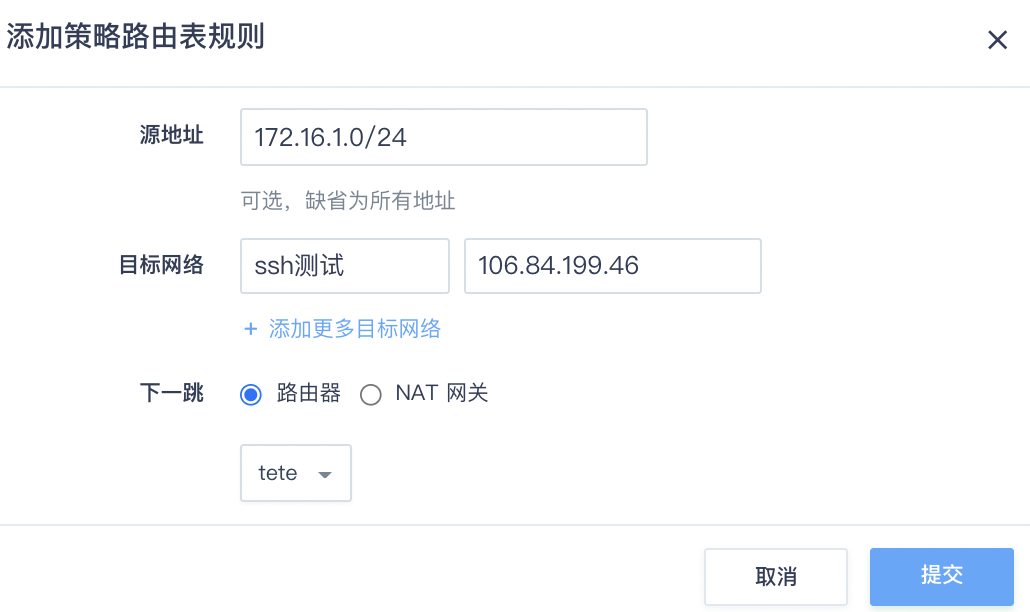 添加策略路由表规则
源地址 172.16.1.0/24
可选，缺省为所有地址
目标网络 ssh测试 106.84.199.46
+ 添加更多目标网络
下一跳 路由器 NAT 网关
tete
取消 提交